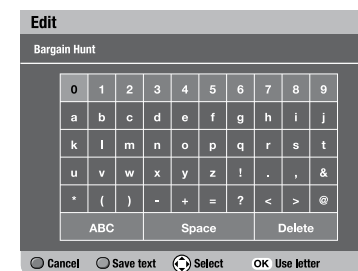 Edit
Bargain Hunt
0 1 2 3 4 5 6 7 8 9
a b c d e f g h i j
k l m n o p q r s t
u v w x y z ! . , &
* ( ) - + = ? < > @
ABC Space Delete
Cancel Save text Select OK Use letter